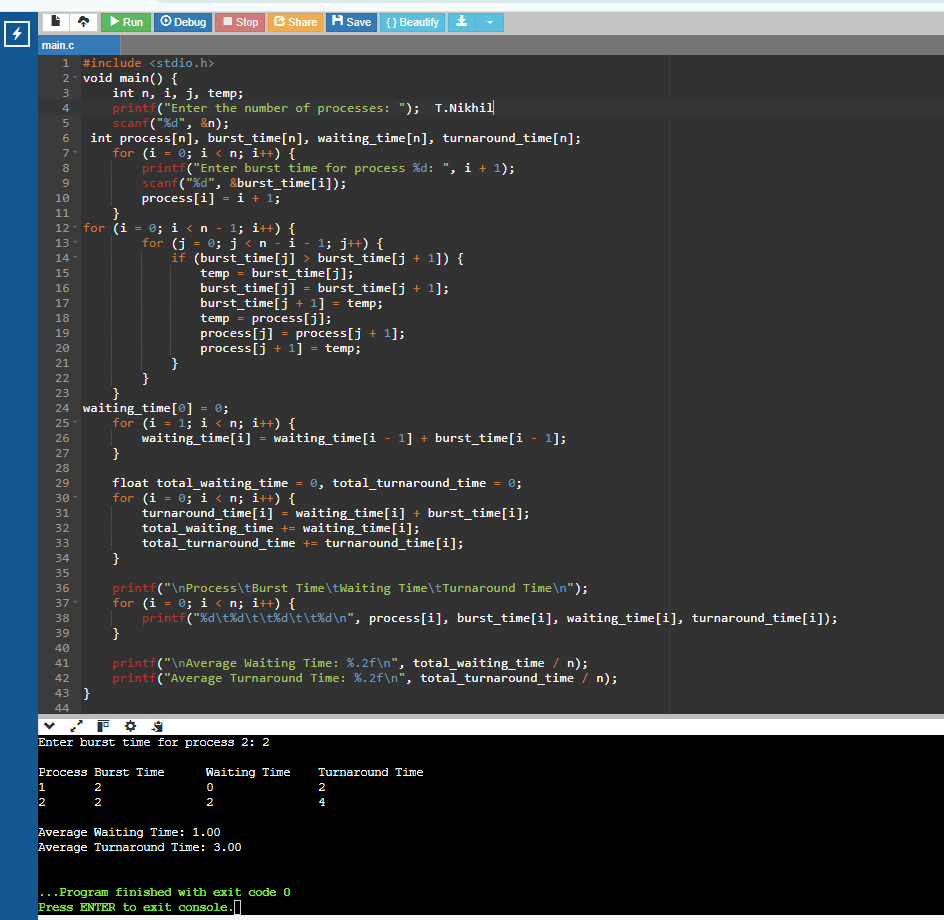 Run Debug Stop Share Save { } Beautify
main.c
1 #include <stdio.h>
2 void main() {
3 int n, i, j, temp;
4 printf("Enter the number of processes: ");  T.Nikhil
5 scanf("%d", &n);
6 int process[n], burst_time[n], waiting_time[n], turnaround_time[n];
7 for (i = 0; i < n; i++) {
8 printf("Enter burst time for process %d: ", i + 1);
9 scanf("%d", &burst_time[i]);
10 process[i] = i + 1;
11 }
12 for (i = 0; i < n - 1; i++) {
13 for (j = 0; j < n - i - 1; j++) {
14 if (burst_time[j] > burst_time[j + 1]) {
15 temp = burst_time[j];
16 burst_time[j] = burst_time[j + 1];
17 burst_time[j + 1] = temp;
18 temp = process[j];
19 process[j] = process[j + 1];
20 process[j + 1] = temp;
21 }
22 }
23 }
24 waiting_time[0] = 0;
25 for (i = 1; i < n; i++) {
26 waiting_time[i] = waiting_time[i - 1] + burst_time[i - 1];
27 }
28
29 float total_waiting_time = 0, total_turnaround_time = 0;
30 for (i = 0; i < n; i++) {
31 turnaround_time[i] = waiting_time[i] + burst_time[i];
32 total_waiting_time += waiting_time[i];
33 total_turnaround_time += turnaround_time[i];
34 }
35
36 printf("\nProcess\tBurst Time\tWaiting Time\tTurnaround Time\n");
37 for (i = 0; i < n; i++) {
38 printf("%d\t%d\t\t%d\t\t%d\n", process[i], burst_time[i], waiting_time[i], turnaround_time[i]);
39 }
40
41 printf("\nAverage Waiting Time: %.2f\n", total_waiting_time / n);
42 printf("Average Turnaround Time: %.2f\n", total_turnaround_time / n);
43 }
44
Enter burst time for process 2: 2
Process Burst Time Waiting Time Turnaround Time
1 2 0 2
2 2 2 4
Average Waiting Time: 1.00
Average Turnaround Time: 3.00
...Program finished with exit code 0
Press ENTER to exit console.